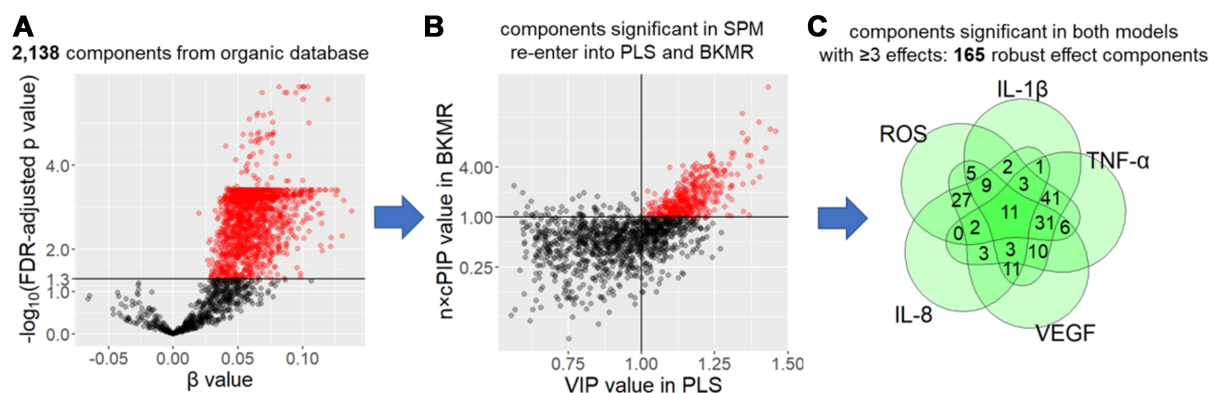 A
2,138 components from organic database
-log10(FDR-adjusted p value)
4.0
2.0
1.3
1.0
0.0
-0.05
0.00
0.05
0.10
β value
B
components significant in SPM
re-enter into PLS and BKMR
n×cPIP value in BKMR
4.00
1.00
0.25
0.75
1.00
1.25
1.50
VIP value in PLS
C
components significant in both models
with ≥3 effects: 165 robust effect components
IL-1β
ROS
TNF-α
2
1
5
9
3
27
41
11
31
6
0
2
3
3
10
11
IL-8
VEGF